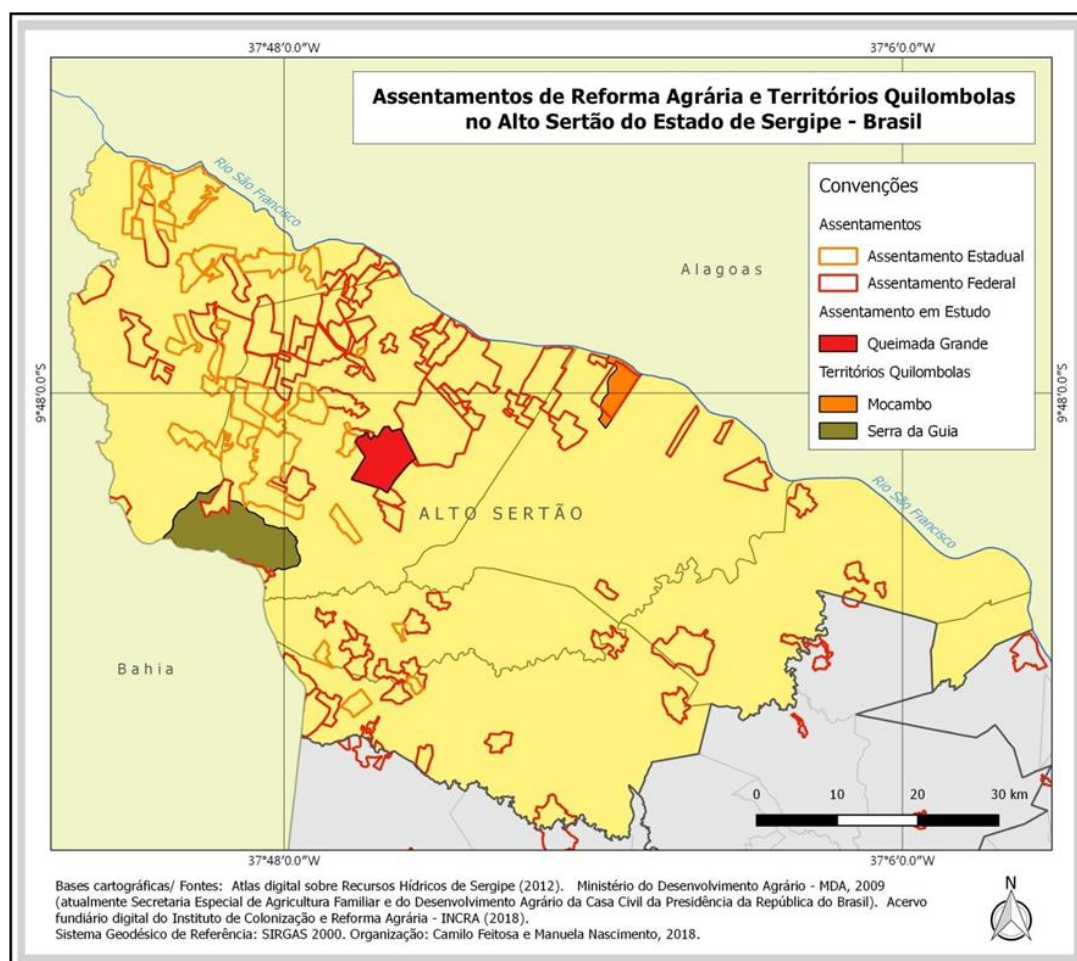 37°48'0.0"W
37°6'0.0"W
Assentamentos de Reforma Agrária e Territórios Quilombolas
no Alto Sertão do Estado de Sergipe - Brasil
Rio São Francisco
Convenções
Assentamentos
Assentamento Estadual
Assentamento Federal
Assentamento em Estudo
Queimada Grande
Territórios Quilombolas
Mocambo
Serra da Guia
Alagoas
9°48'0.0"S
9°48'0.0"S
ALTO SERTÃO
Rio São Francisco
Bahia
0 10 20 30 km
37°48'0.0"W
37°6'0.0"W
Bases cartográficas/ Fontes: Atlas digital sobre Recursos Hídricos de Sergipe (2012). Ministério do Desenvolvimento Agrário - MDA, 2009
(atualmente Secretaria Especial de Agricultura Familiar e do Desenvolvimento Agrário da Casa Civil da Presidência da República do Brasil). Acervo
fundiário digital do Instituto de Colonização e Reforma Agrária - INCRA (2018).
Sistema Geodésico de Referência: SIRGAS 2000. Organização: Camilo Feitosa e Manuela Nascimento, 2018.
N